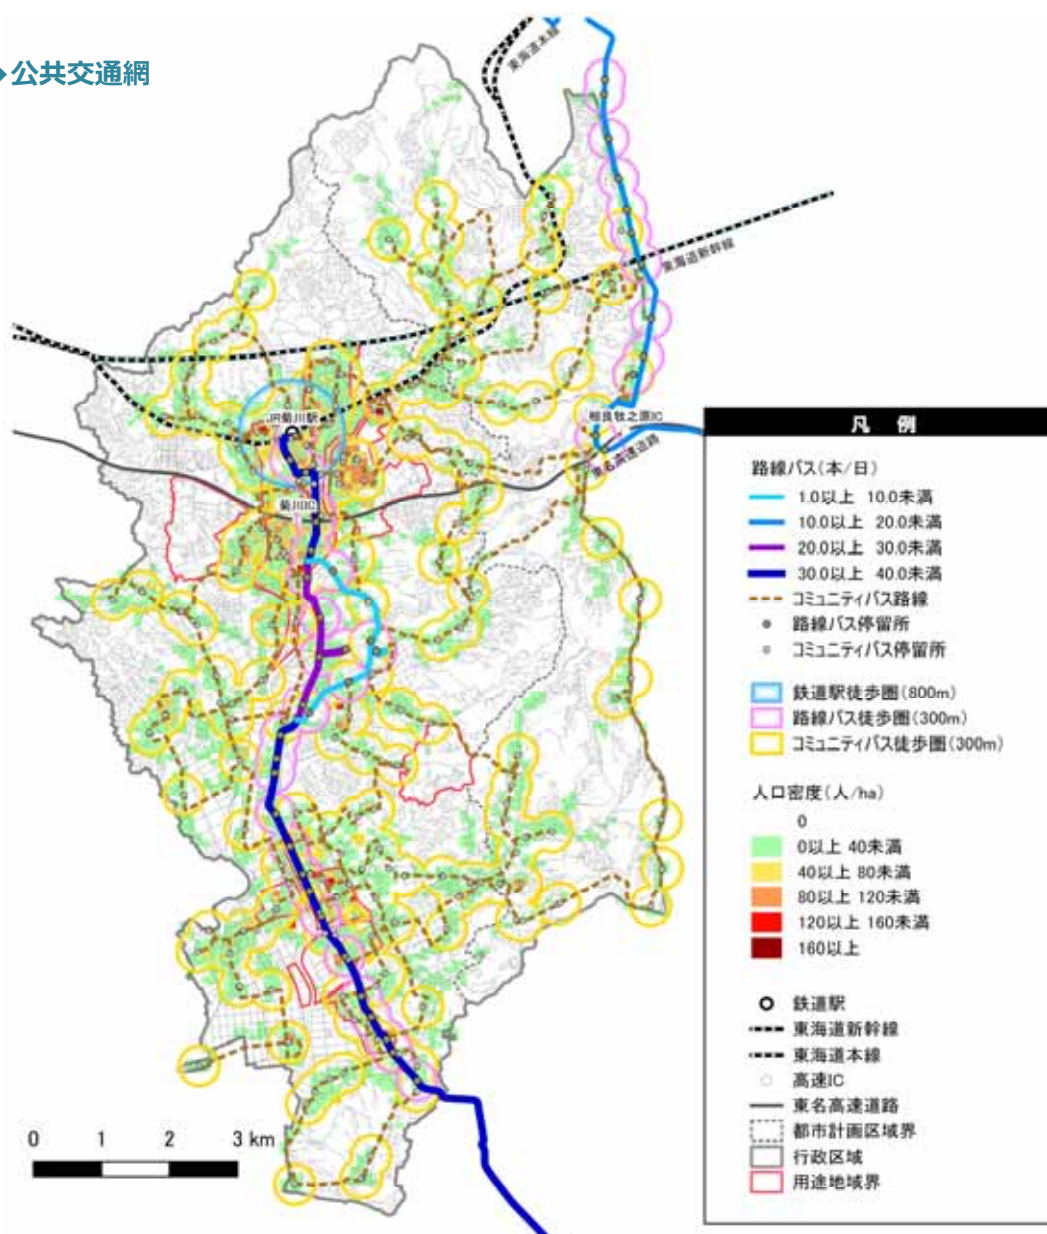 公共交通網
東海道本線
東海道新幹線
相良牧之原IC
東名高速道路
JR菊川駅
菊川IC
凡 例
路線バス(本/日)
1.0以上 10.0未満
10.0以上 20.0未満
20.0以上 30.0未満
30.0以上 40.0未満
コミュニティバス路線
路線バス停留所
コミュニティバス停留所
鉄道駅徒歩圏(800m)
路線バス徒歩圏(300m)
コミュニティバス徒歩圏(300m)
人口密度(人/ha)
0
0以上 40未満
40以上 80未満
80以上 120未満
120以上 160未満
160以上
鉄道駅
東海道新幹線
東海道本線
高速IC
東名高速道路
都市計画区域界
行政区域
用途地域界
0 1 2 3 km